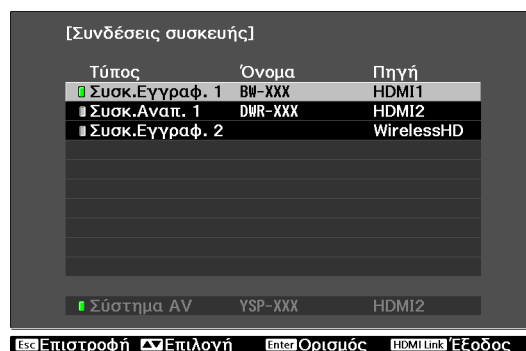 [Συνδέσεις συσκευής]
Τύπος Όνομα Πηγή
Συσκ.Εγγραφ. 1 BW-XXX HDMI1
Συσκ.Αναπ. 1 DWR-XXX HDMI2
Συσκ.Εγγραφ. 2 WirelessHD
Σύστημα AV YSP-XXX HDMI2
Esc Επιστροφή Επιλογή Enter Ορισμός HDMI Link Έξοδος